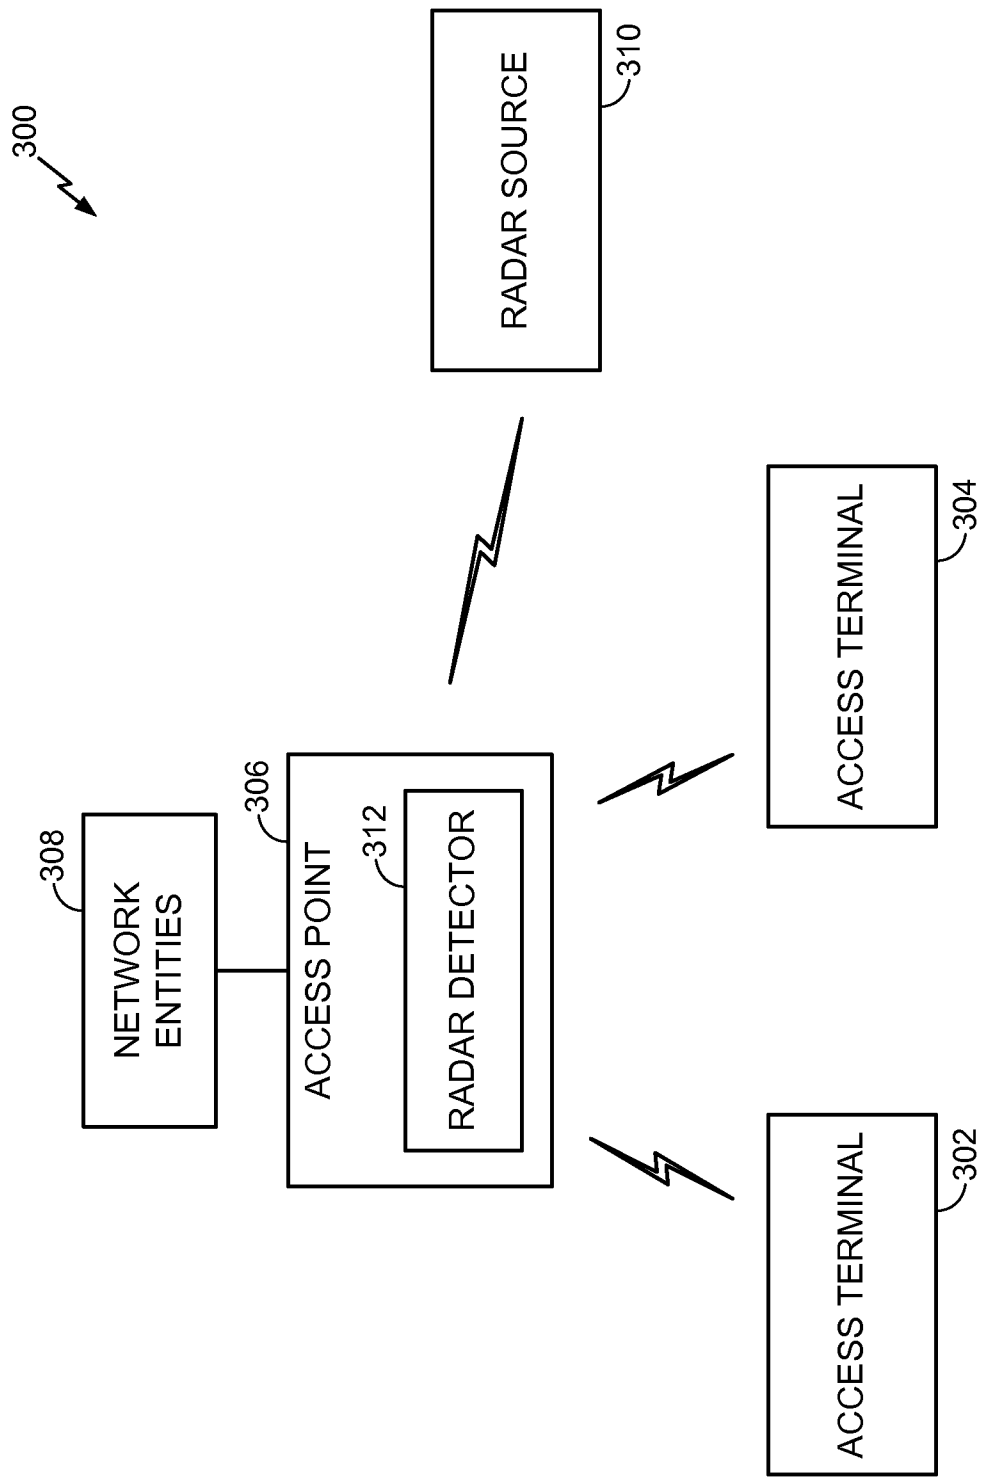 300
NETWORK
ENTITIES
308
ACCESS POINT
306
RADAR DETECTOR
312
RADAR SOURCE
310
ACCESS TERMINAL
302
ACCESS TERMINAL
304